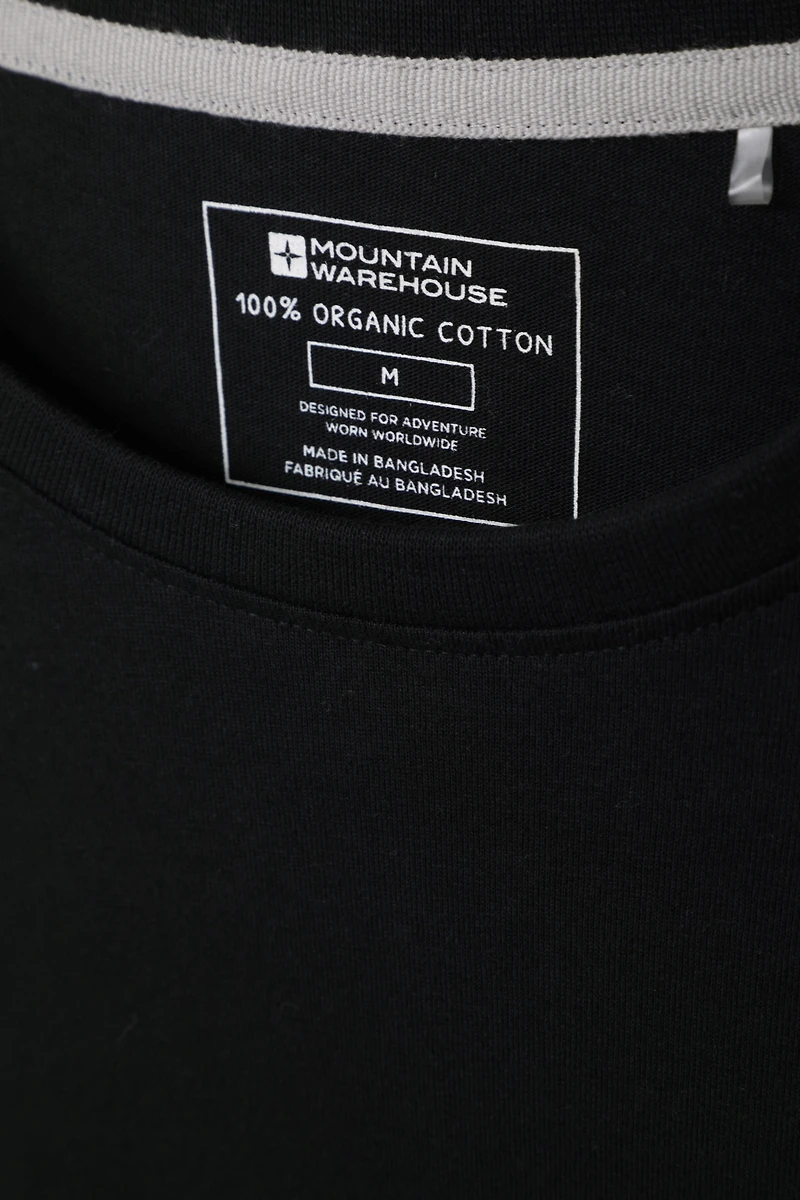 MOUNTAIN
WAREHOUSE
100% ORGANIC COTTON
M
DESIGNED FOR ADVENTURE
WORN WORLDWIDE
MADE IN BANGLADESH
FABRIQUÉ AU BANGLADESH